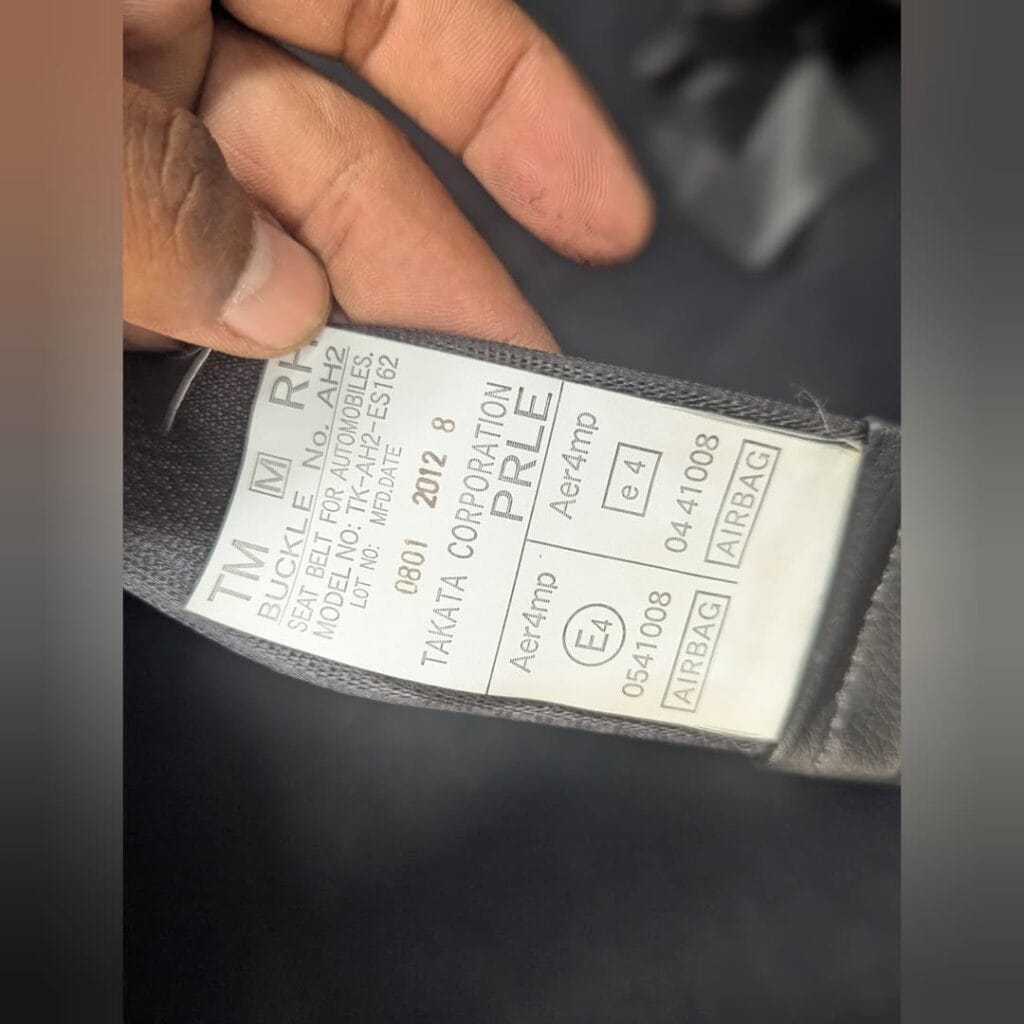 TM M RH
BUCKLE No. AH2
SEAT BELT FOR AUTOMOBILES.
MODEL NO: TK-AH2-ES162
LOT NO: MFD.DATE
0801 2012 8
TAKATA CORPORATION
PRLE
Aer4mp
E4
0541008
AIRBAG
Aer4mp
e 4
04 41008
AIRBAG